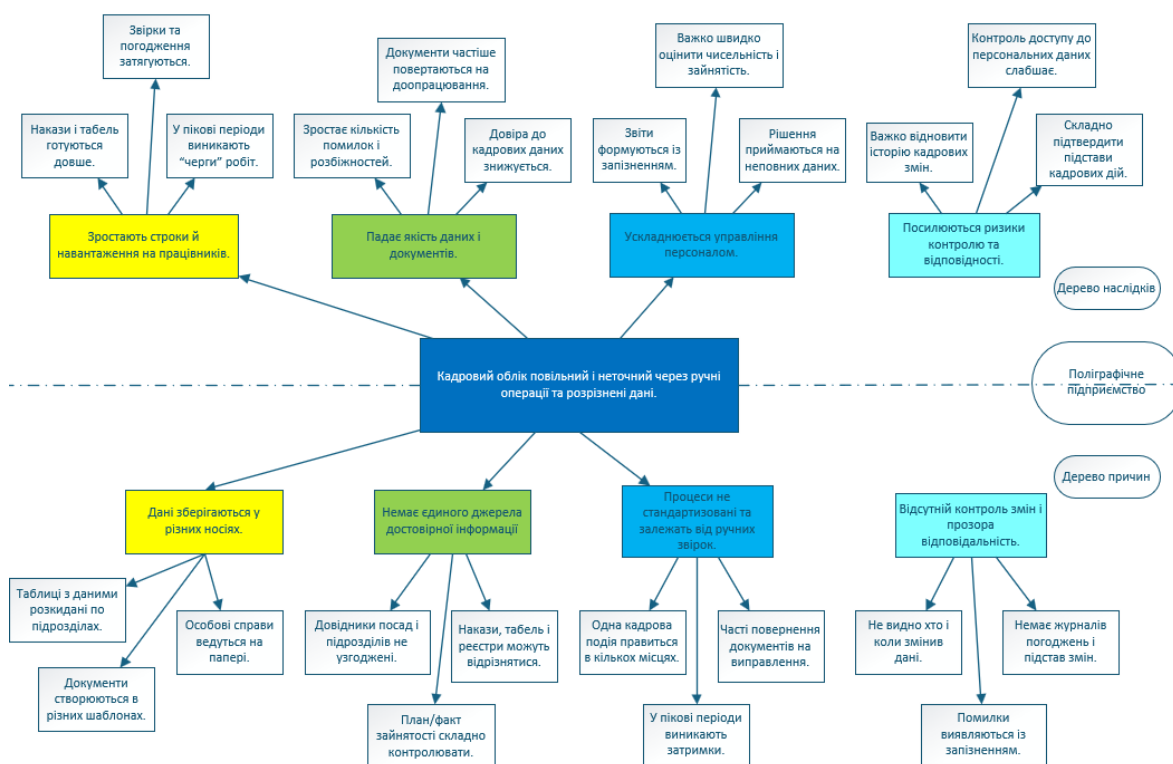 Звірки та
погодження
затягуються.
Документи частіше
повертаються на
доопрацювання.
Важко швидко
оцінити чисельність і
зайнятість.
Контроль доступу до
персональних даних
слабшає.
Накази і табель
готуються
довше.
У пікові періоди
виникають
“черги” робіт.
Зростає кількість
помилок і
розбіжностей.
Довіра до
кадрових даних
знижується.
Звіти
формуються із
запізненням.
Рішення
приймаються на
неповних даних.
Важко відновити
історію кадрових
змін.
Складно
підтвердити
підстави
кадрових дій.
Зростають строки й
навантаження на працівників.
Падає якість даних і
документів.
Ускладнюється управління
персоналом.
Посилюються ризики
контролю та
відповідності.
Дерево наслідків
Кадровий облік повільний і неточний через ручні
операції та розрізнені дані.
Поліграфічне
підприємство
Дерево причин
Дані зберігаються у
різних носіях.
Немає єдиного джерела
достовірної інформації
Процеси не
стандартизовані та
залежать від ручних
звірок.
Відсутній контроль змін і
прозора
відповідальність.
Таблиці з даними
розкидані по
підрозділах.
Особові справи
ведуться на
папері.
Довідники посад і
підрозділів не
узгоджені.
Накази, табель і
реєстри можуть
відрізнятися.
Одна кадрова
подія правиться
в кількох місцях.
Часті повернення
документів на
виправлення.
Не видно хто і
коли змінив
дані.
Немає журналів
погоджень і
підстав змін.
Документи
створюються в
різних шаблонах.
План/факт
зайнятості складно
контролювати.
У пікові періоди
виникають
затримки.
Помилки
виявляються із
запізненням.